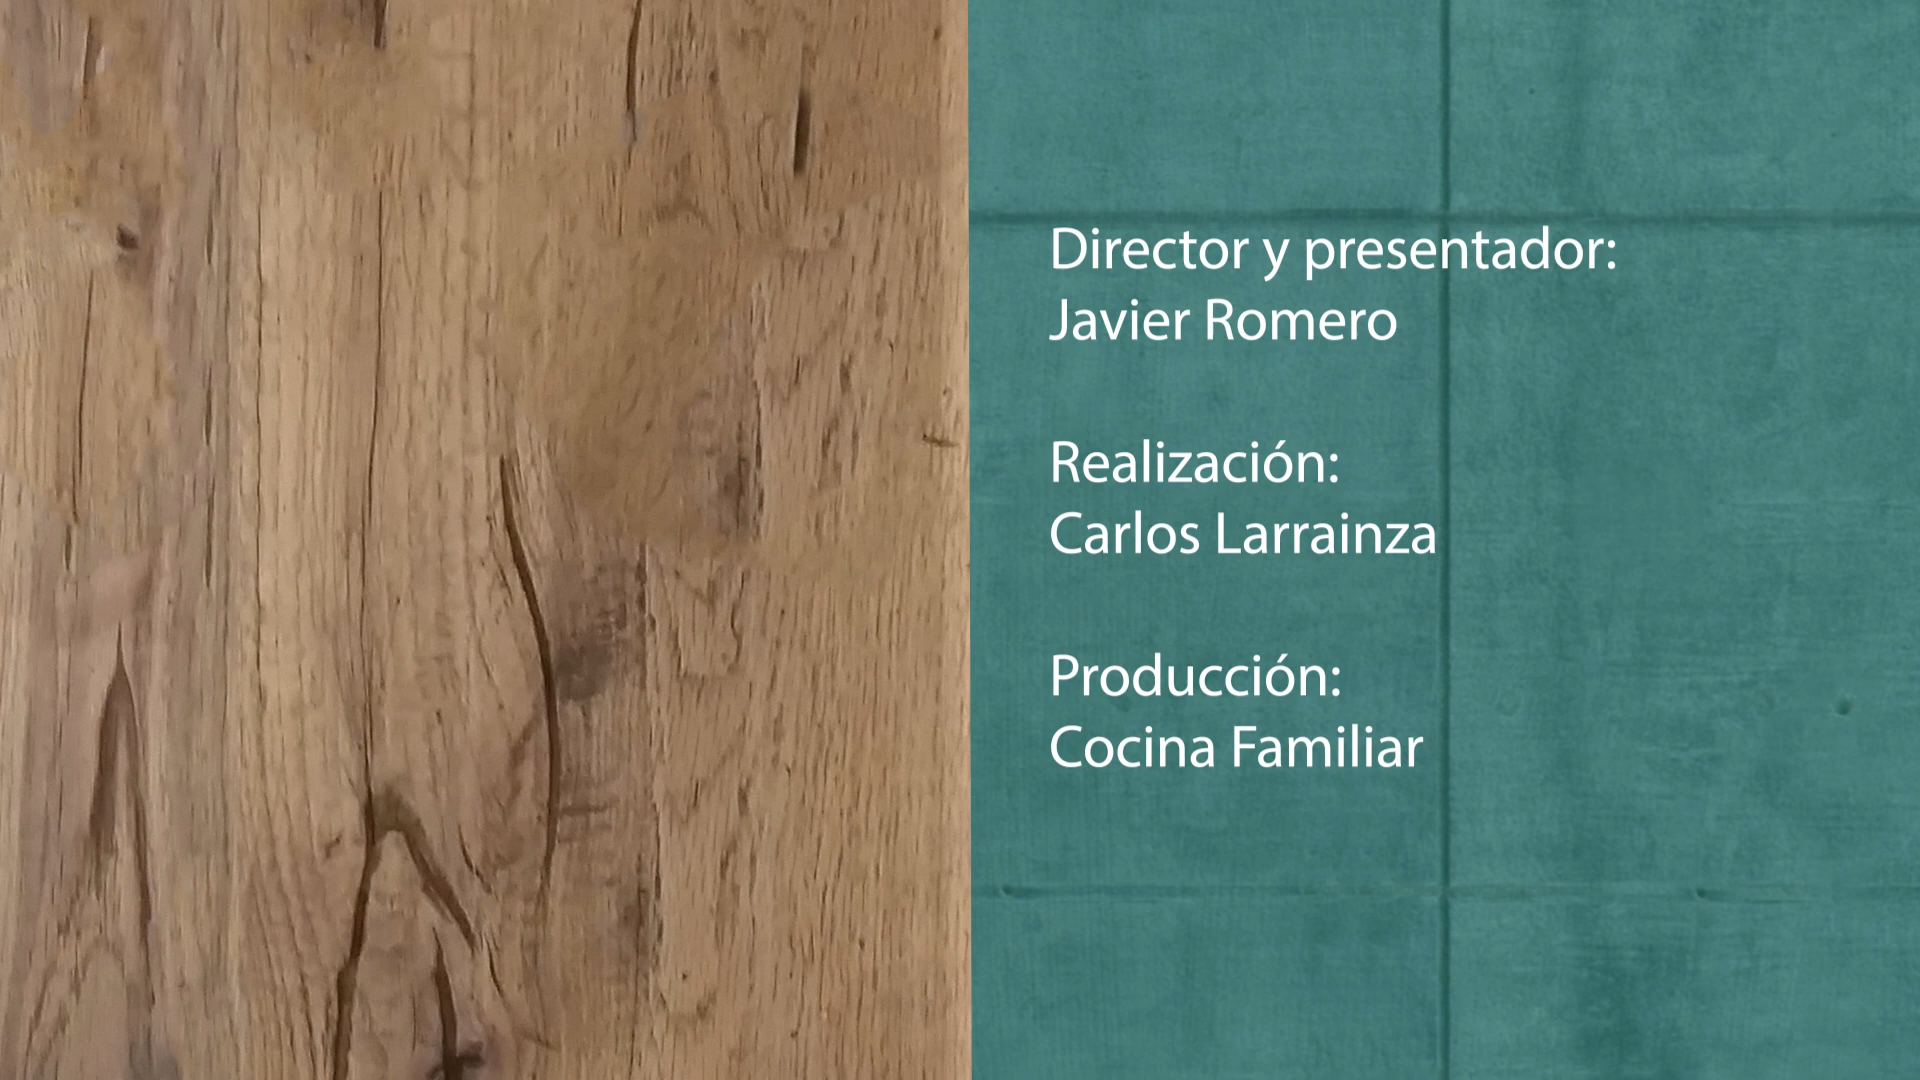 Director y presentador:
Javier Romero
Realización:
Carlos Larrainza
Producción:
Cocina Familiar